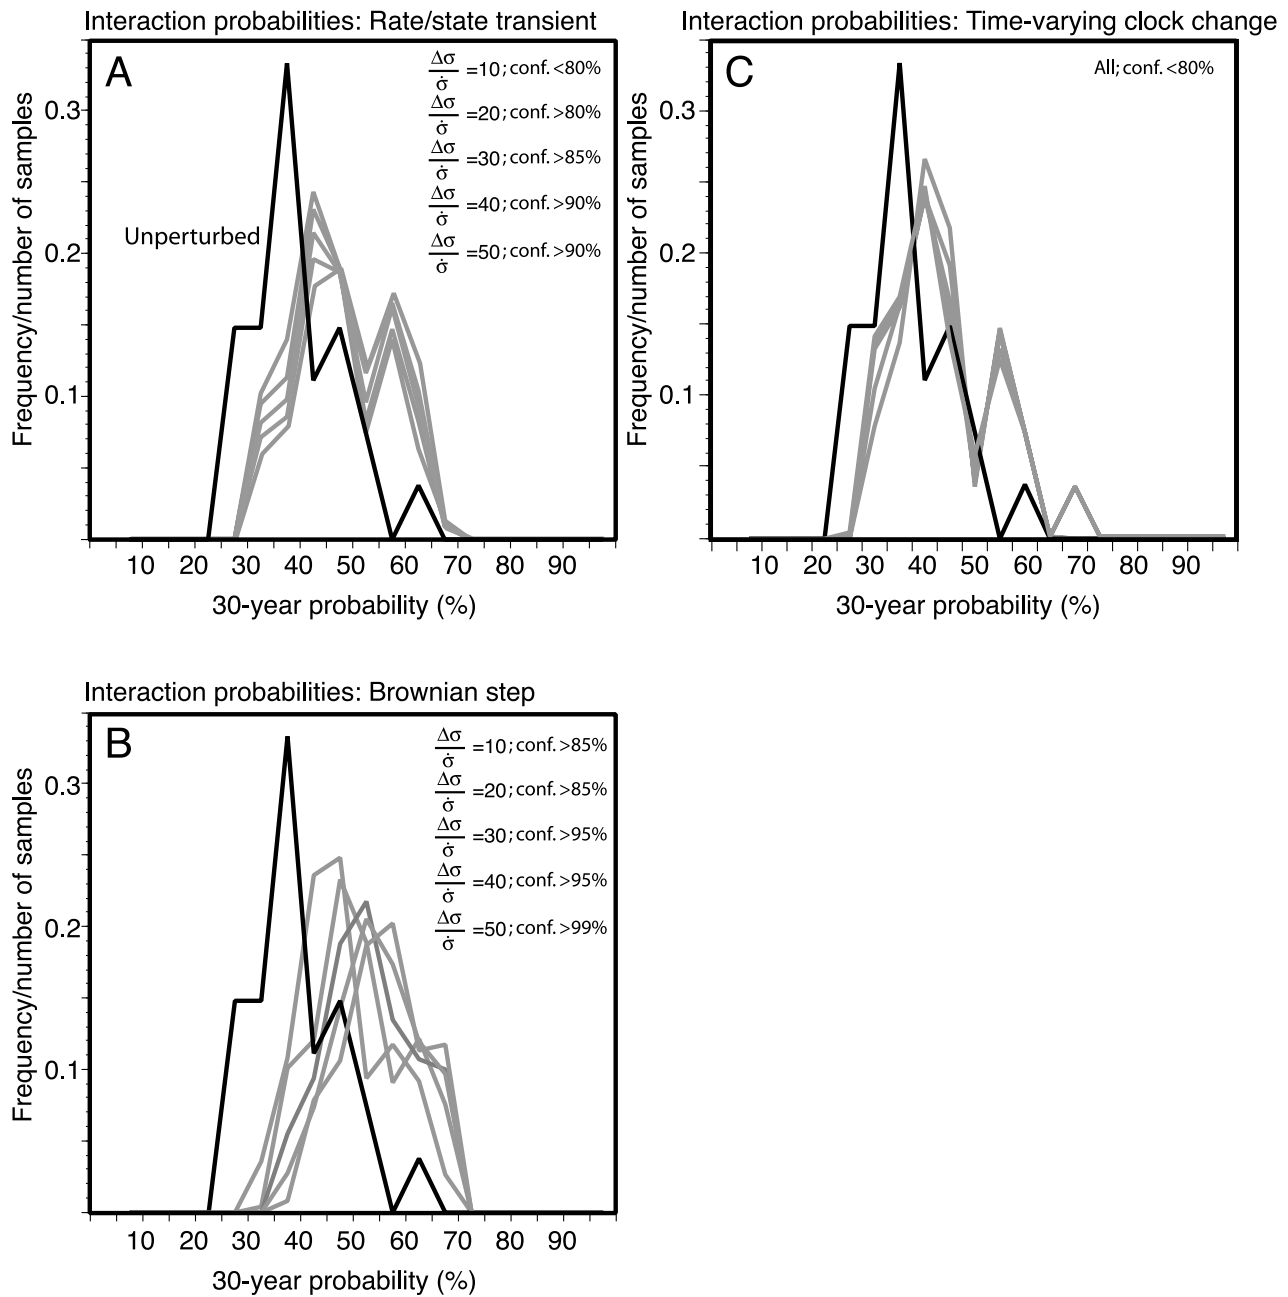 Interaction probabilities: Rate/state transient
A
Δσ/σ̇ =10; conf. <80%
Δσ/σ̇ =20; conf. >80%
Δσ/σ̇ =30; conf. >85%
Δσ/σ̇ =40; conf. >90%
Δσ/σ̇ =50; conf. >90%
Unperturbed
Frequency/number of samples
0.3
0.2
0.1
10 20 30 40 50 60 70 80 90
30-year probability (%)
Interaction probabilities: Time-varying clock change
C
All; conf. <80%
Frequency/number of samples
0.3
0.2
0.1
10 20 30 40 50 60 70 80 90
30-year probability (%)
Interaction probabilities: Brownian step
B
Δσ/σ̇ =10; conf. >85%
Δσ/σ̇ =20; conf. >85%
Δσ/σ̇ =30; conf. >95%
Δσ/σ̇ =40; conf. >95%
Δσ/σ̇ =50; conf. >99%
Frequency/number of samples
0.3
0.2
0.1
10 20 30 40 50 60 70 80 90
30-year probability (%)